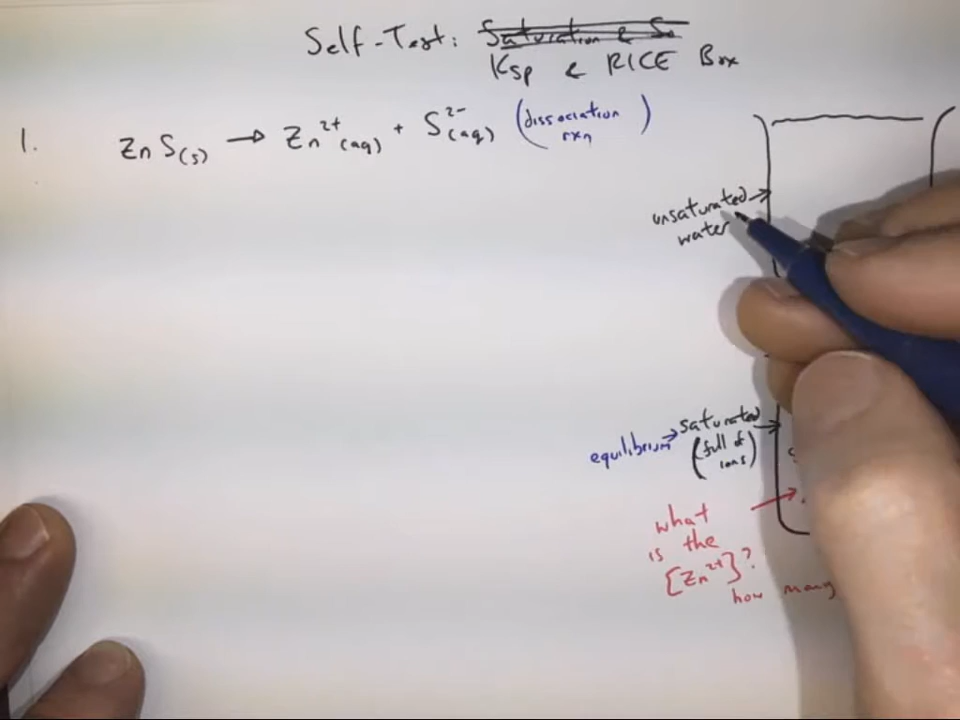 Self-Test: Saturation & So
Ksp & RICE Box
1. ZnS(s) → Zn²⁺(aq) + S²⁻(aq) (dissociation rxn)
unsaturated →
water
equilibrium → saturated →
(full of ions)
what
is the
[Zn²⁺]?
how many